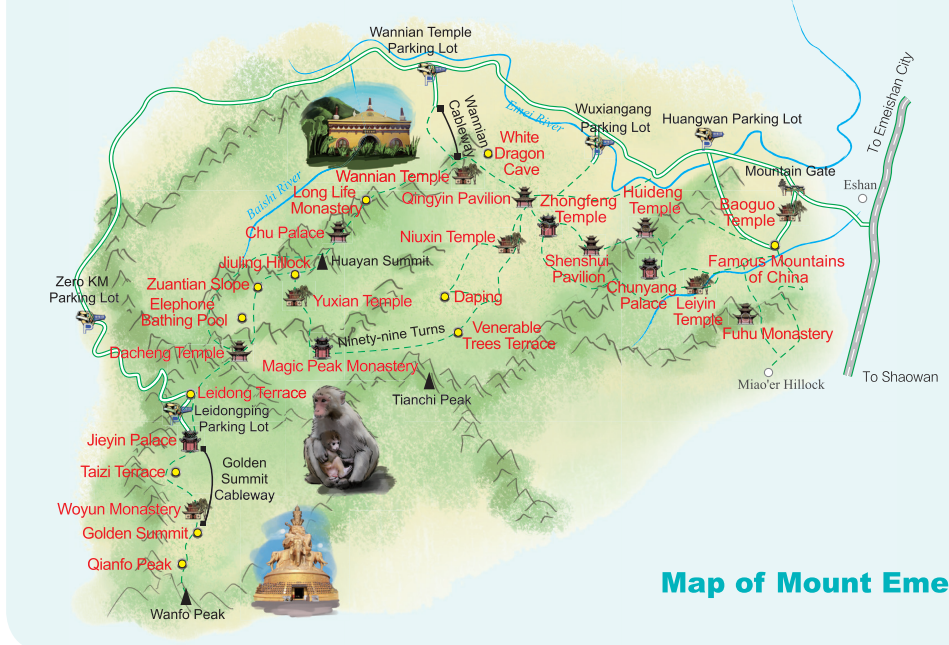 Wannian Temple
Parking Lot
Wannian
Cableway
Emei River
Wuxiangang
Parking Lot
Huangwan Parking Lot
To Emeishan City
White
Dragon
Cave
Mountain Gate
Eshan
Wannian Temple
Baishi River
Long Life
Monastery
Qingyin Pavilion
Zhongfeng
Temple
Huideng
Temple
Baoguo
Temple
Chu Palace
Niuxin Temple
Shenshui
Pavilion
Jiuling Hillock
Huayan Summit
Famous Mountains
of China
Zero KM
Parking Lot
Zuantian Slope
Elephone
Bathing Pool
Yuxian Temple
Daping
Chunyang
Palace
Leiyin
Temple
Fuhu Monastery
Ninety-nine Turns
Venerable
Trees Terrace
Dacheng Temple
Magic Peak Monastery
Tianchi Peak
Miao'er Hillock
To Shaowan
Leidong Terrace
Leidongping
Parking Lot
Jieyin Palace
Taizi Terrace
Golden
Summit
Cableway
Woyun Monastery
Golden Summit
Qianfo Peak
Wanfo Peak
Map of Mount Eme